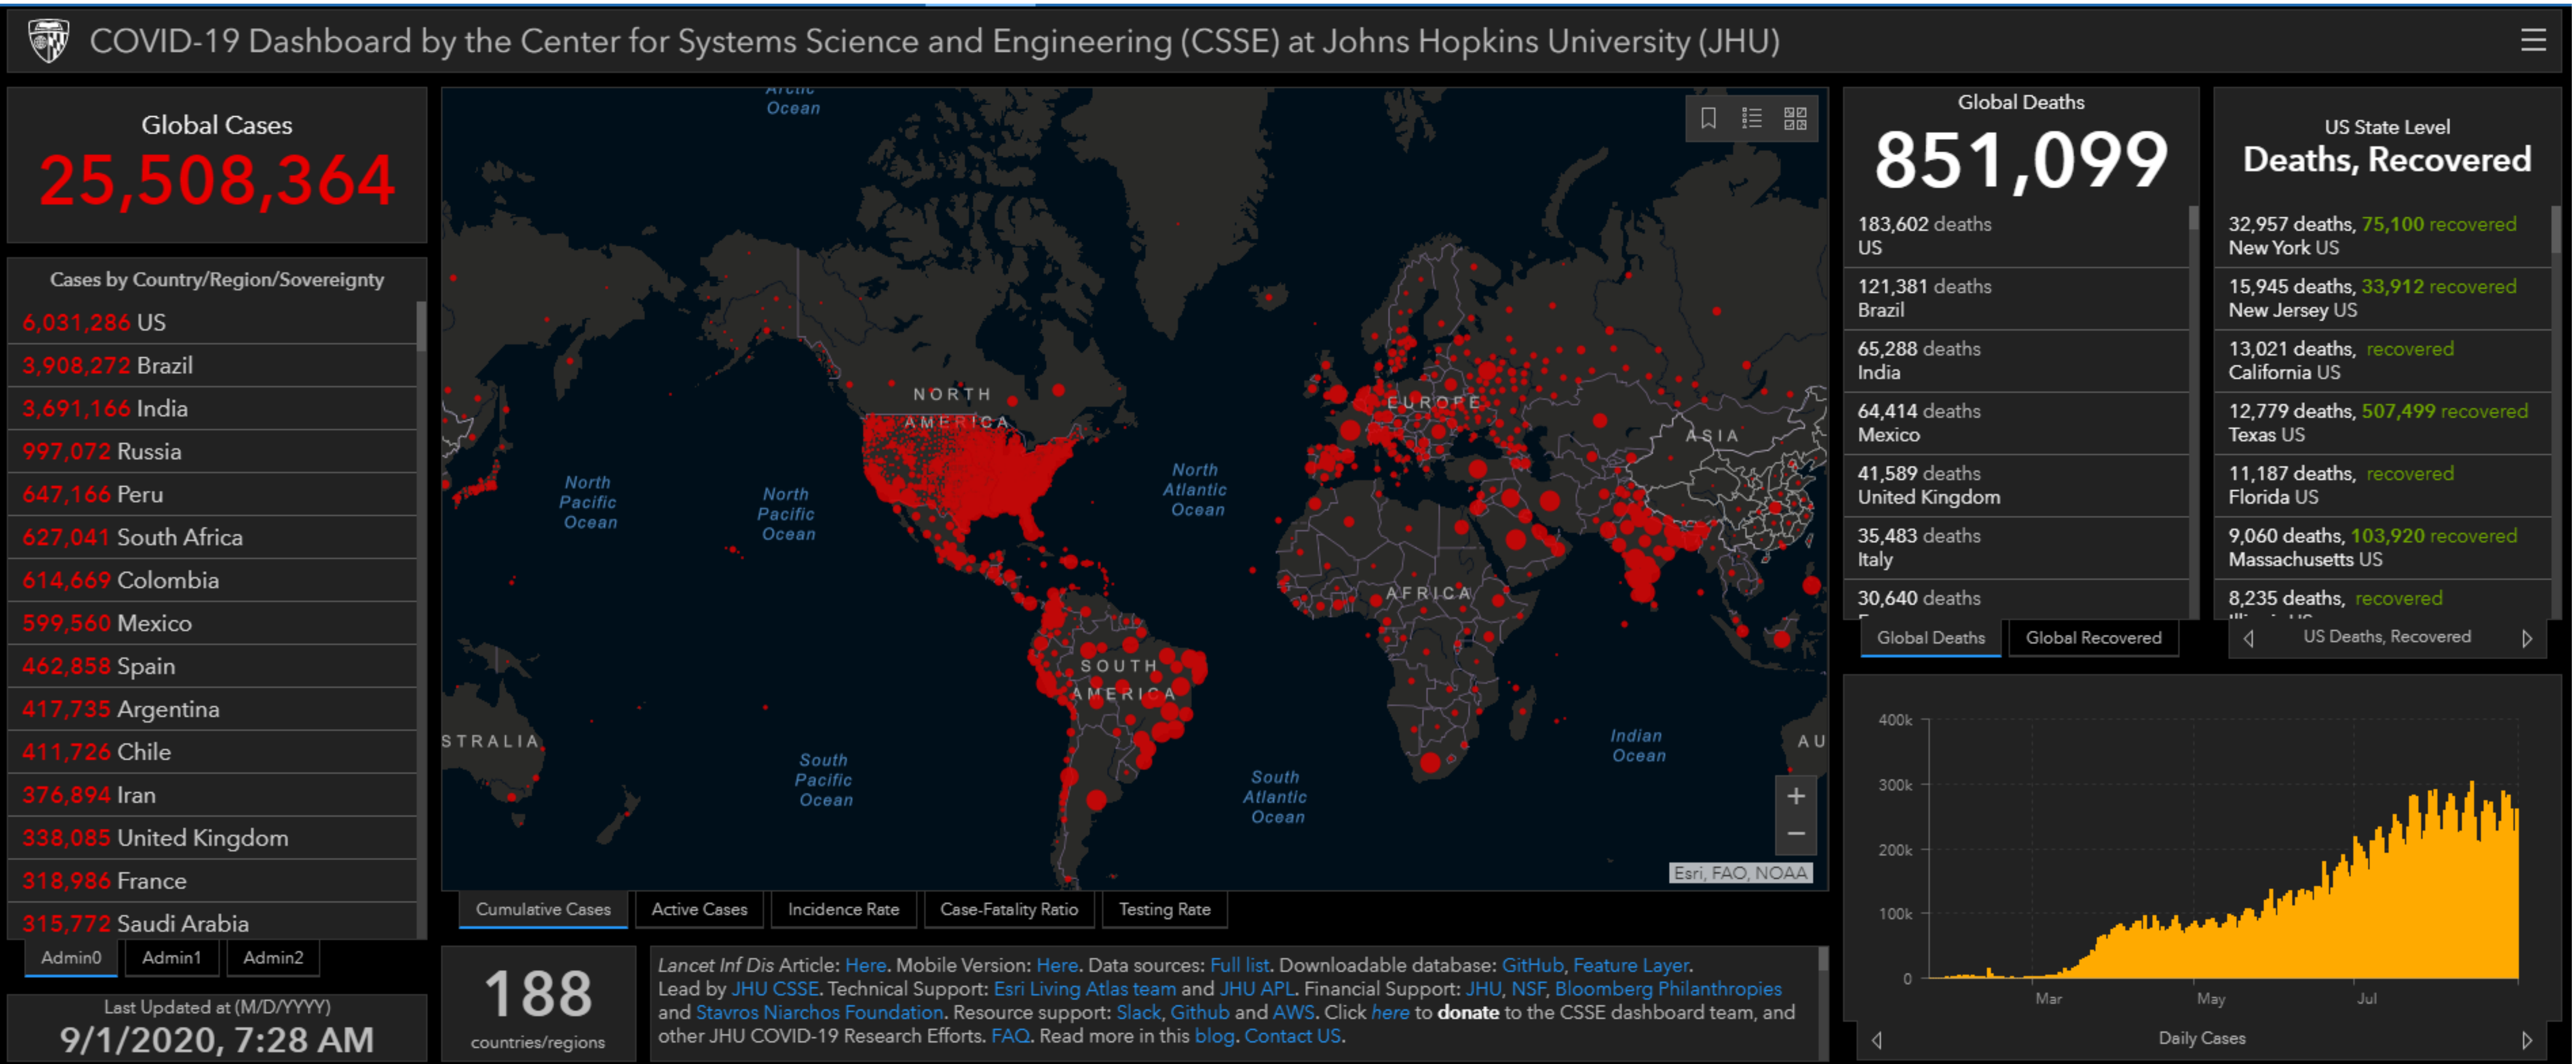 COVID-19 Dashboard by the Center for Systems Science and Engineering (CSSE) at Johns Hopkins University (JHU)
Global Cases
25,508,364
Cases by Country/Region/Sovereignty
6,031,286 US
3,908,272 Brazil
3,691,166 India
997,072 Russia
647,166 Peru
627,041 South Africa
614,669 Colombia
599,560 Mexico
462,858 Spain
417,735 Argentina
411,726 Chile
376,894 Iran
338,085 United Kingdom
318,986 France
315,772 Saudi Arabia
Admin0
Admin1
Admin2
Last Updated at (M/D/YYYY)
9/1/2020, 7:28 AM
Arctic
Ocean
NORTH
AMERICA
EUROPE
ASIA
North
Pacific
Ocean
North
Pacific
Ocean
North
Atlantic
Ocean
AFRICA
SOUTH
AMERICA
STRALIA
South
Pacific
Ocean
South
Atlantic
Ocean
Indian
Ocean
AU
+
−
Esri, FAO, NOAA
Cumulative Cases
Active Cases
Incidence Rate
Case-Fatality Ratio
Testing Rate
188
countries/regions
Lancet Inf Dis Article: Here. Mobile Version: Here. Data sources: Full list. Downloadable database: GitHub, Feature Layer.
Lead by JHU CSSE. Technical Support: Esri Living Atlas team and JHU APL. Financial Support: JHU, NSF, Bloomberg Philanthropies
and Stavros Niarchos Foundation. Resource support: Slack, Github and AWS. Click here to donate to the CSSE dashboard team, and
other JHU COVID-19 Research Efforts. FAQ. Read more in this blog. Contact US.
Global Deaths
851,099
183,602 deaths
US
121,381 deaths
Brazil
65,288 deaths
India
64,414 deaths
Mexico
41,589 deaths
United Kingdom
35,483 deaths
Italy
30,640 deaths
Global Deaths
Global Recovered
US State Level
Deaths, Recovered
32,957 deaths, 75,100 recovered
New York US
15,945 deaths, 33,912 recovered
New Jersey US
13,021 deaths, recovered
California US
12,779 deaths, 507,499 recovered
Texas US
11,187 deaths, recovered
Florida US
9,060 deaths, 103,920 recovered
Massachusetts US
8,235 deaths, recovered
US Deaths, Recovered
400k
300k
200k
100k
0
Mar
May
Jul
Daily Cases